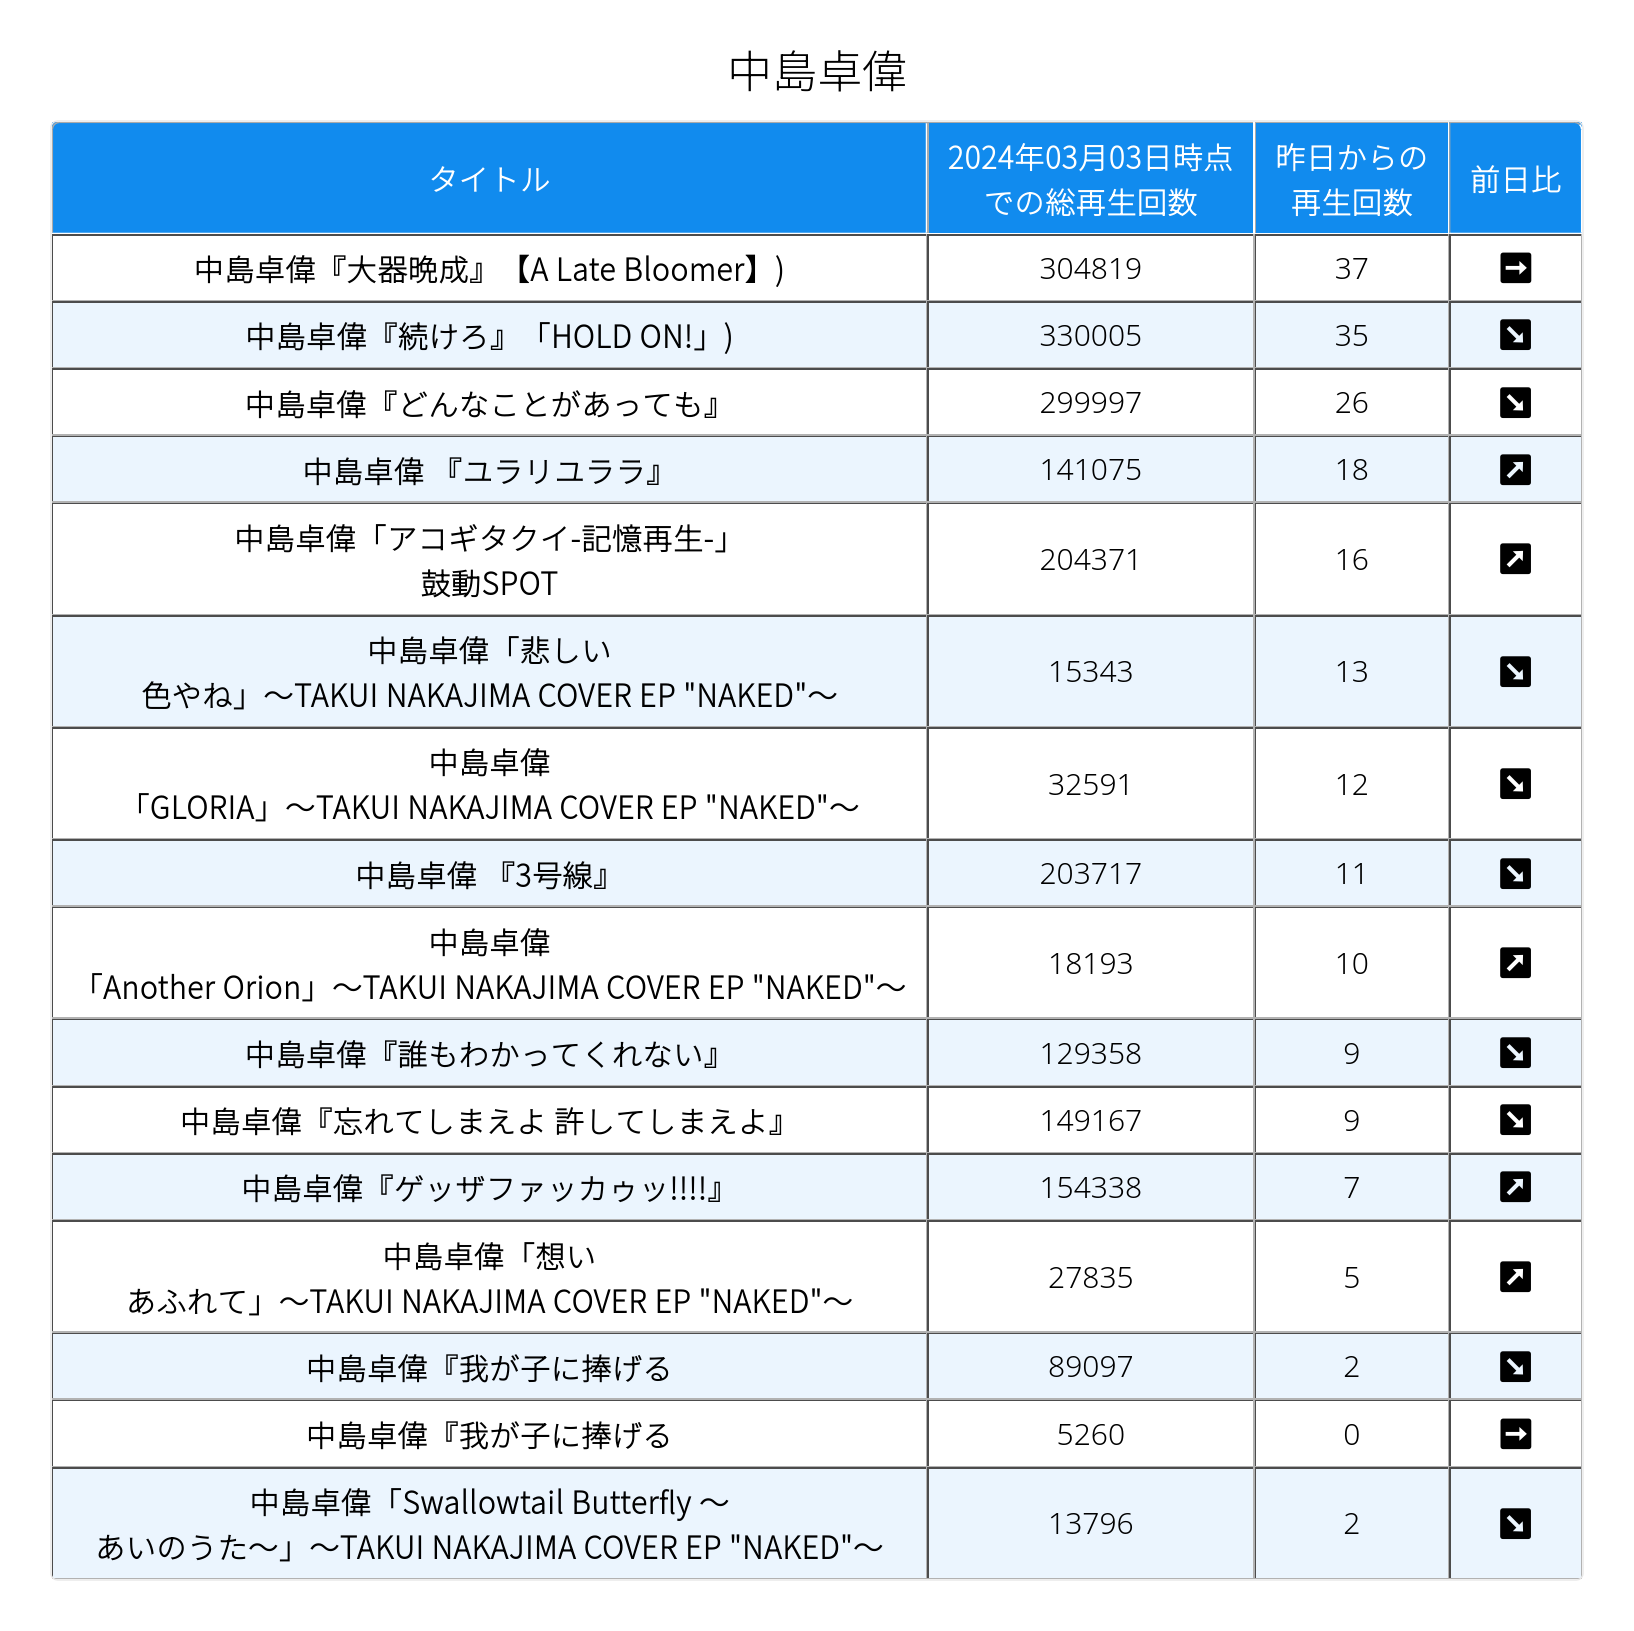 中島卓偉
タイトル
2024年03月03日時点
での総再生回数
昨日からの
再生回数
前日比
中島卓偉『大器晩成』【A Late Bloomer】)
304819
37
中島卓偉『続けろ』「HOLD ON!」)
330005
35
中島卓偉『どんなことがあっても』
299997
26
中島卓偉 『ユラリユララ』
141075
18
中島卓偉「アコギタクイ-記憶再生-」
鼓動SPOT
204371
16
中島卓偉「悲しい
色やね」～TAKUI NAKAJIMA COVER EP "NAKED"～
15343
13
中島卓偉
「GLORIA」～TAKUI NAKAJIMA COVER EP "NAKED"～
32591
12
中島卓偉 『3号線』
203717
11
中島卓偉
「Another Orion」～TAKUI NAKAJIMA COVER EP "NAKED"～
18193
10
中島卓偉『誰もわかってくれない』
129358
9
中島卓偉『忘れてしまえよ 許してしまえよ』
149167
9
中島卓偉『ゲッザファッカゥッ!!!!』
154338
7
中島卓偉「想い
あふれて」～TAKUI NAKAJIMA COVER EP "NAKED"～
27835
5
中島卓偉『我が子に捧げる
89097
2
中島卓偉『我が子に捧げる
5260
0
中島卓偉「Swallowtail Butterfly ～
あいのうた～」～TAKUI NAKAJIMA COVER EP "NAKED"～
13796
2